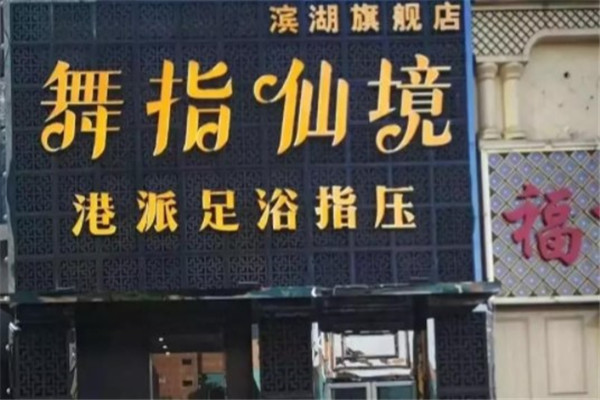 滨湖旗舰店
舞指仙境
港派足浴指压
福